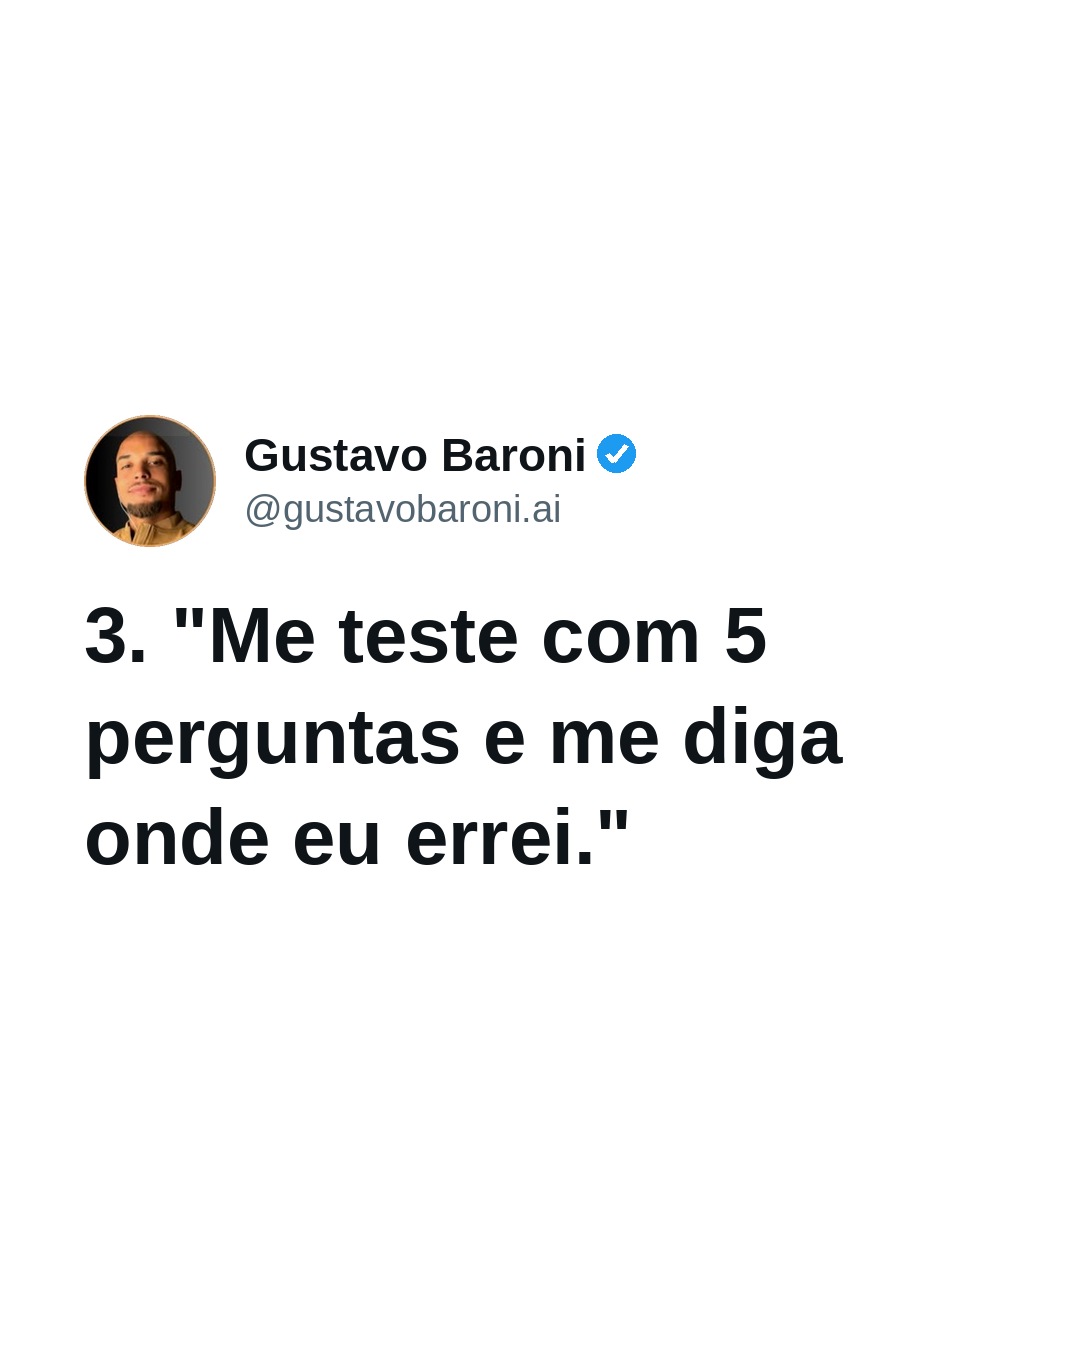 Gustavo Baroni
@gustavobaroni.ai
3. "Me teste com 5
perguntas e me diga
onde eu errei."